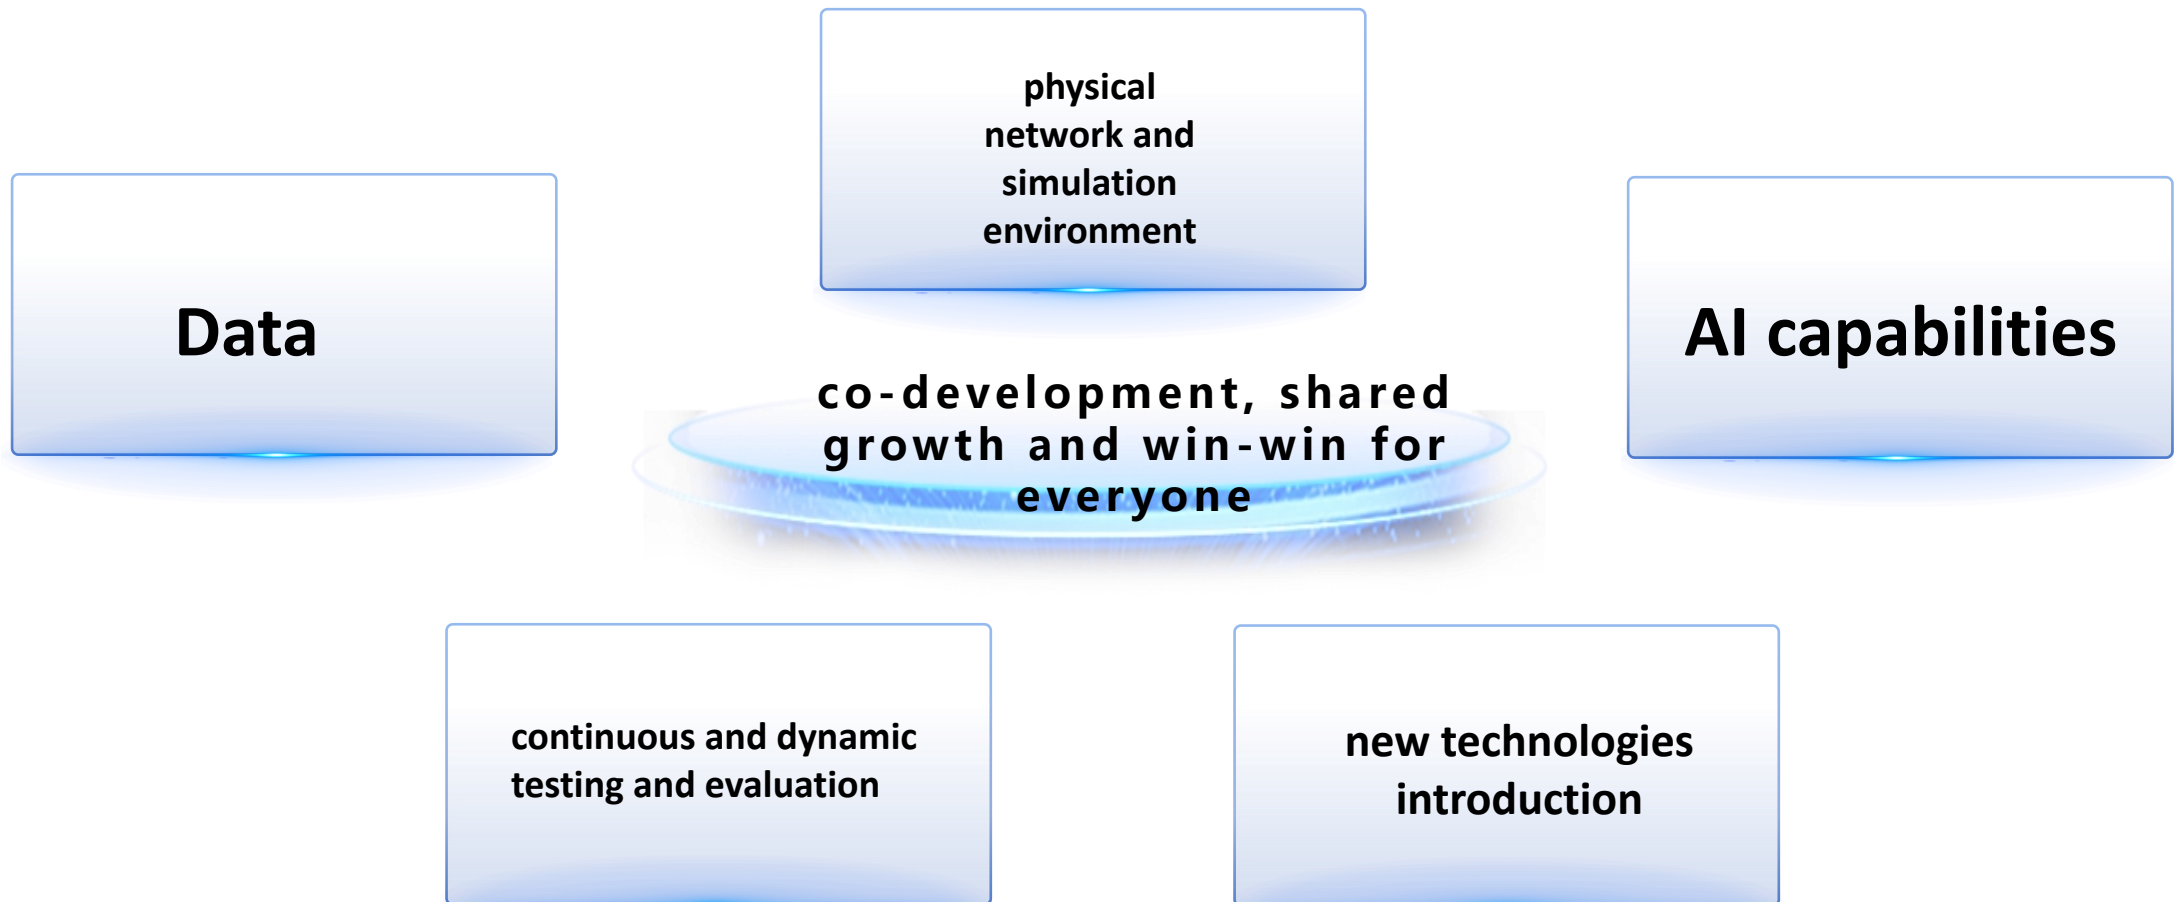 physical
network and
simulation
environment
Data
AI capabilities
co-development, shared
growth and win-win for
everyone
continuous and dynamic
testing and evaluation
new technologies
introduction